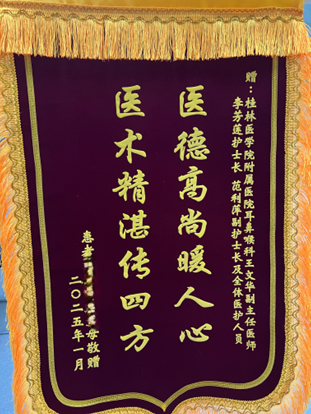 赠：桂林医学院附属医院耳鼻喉科王文华副主任医师
李芳莲护士长 范利萍副护士长及全体医护人员
医德高尚暖人心
医术精湛传四方
患者 母敬赠
二〇二五年一月